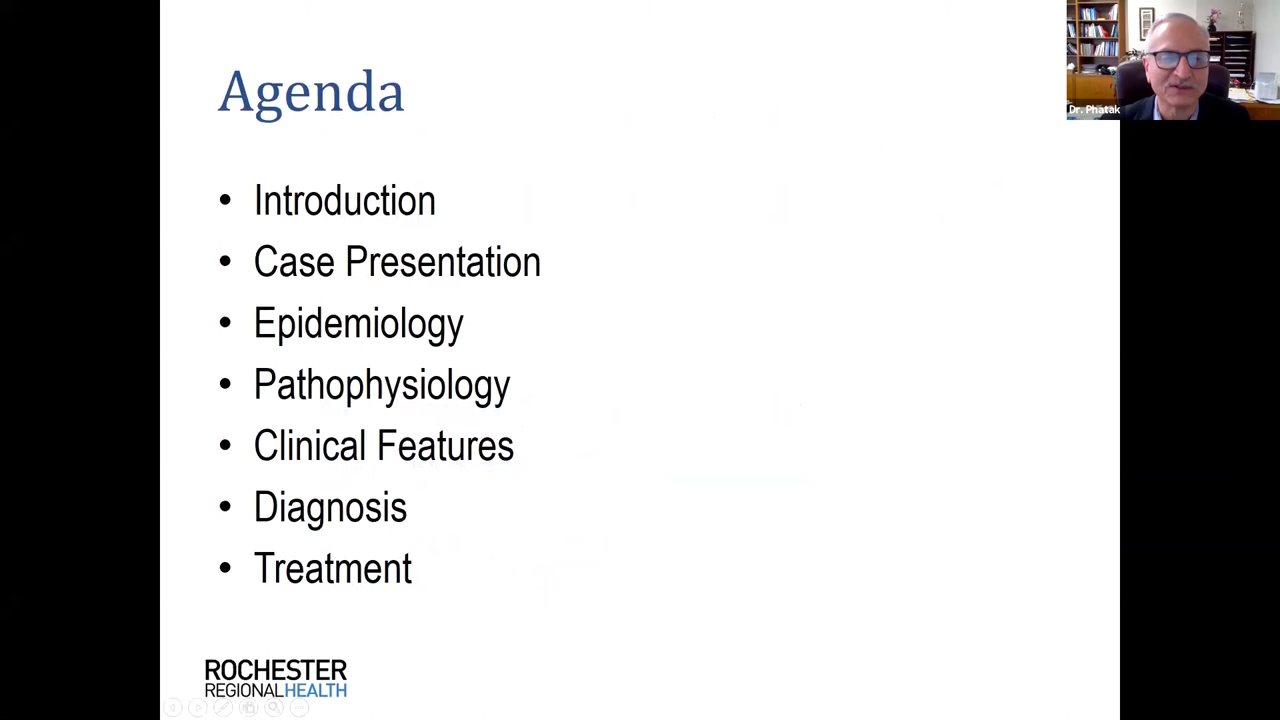 Agenda
Dr. Phatak
• Introduction
• Case Presentation
• Epidemiology
• Pathophysiology
• Clinical Features
• Diagnosis
• Treatment
ROCHESTER
REGIONALHEALTH